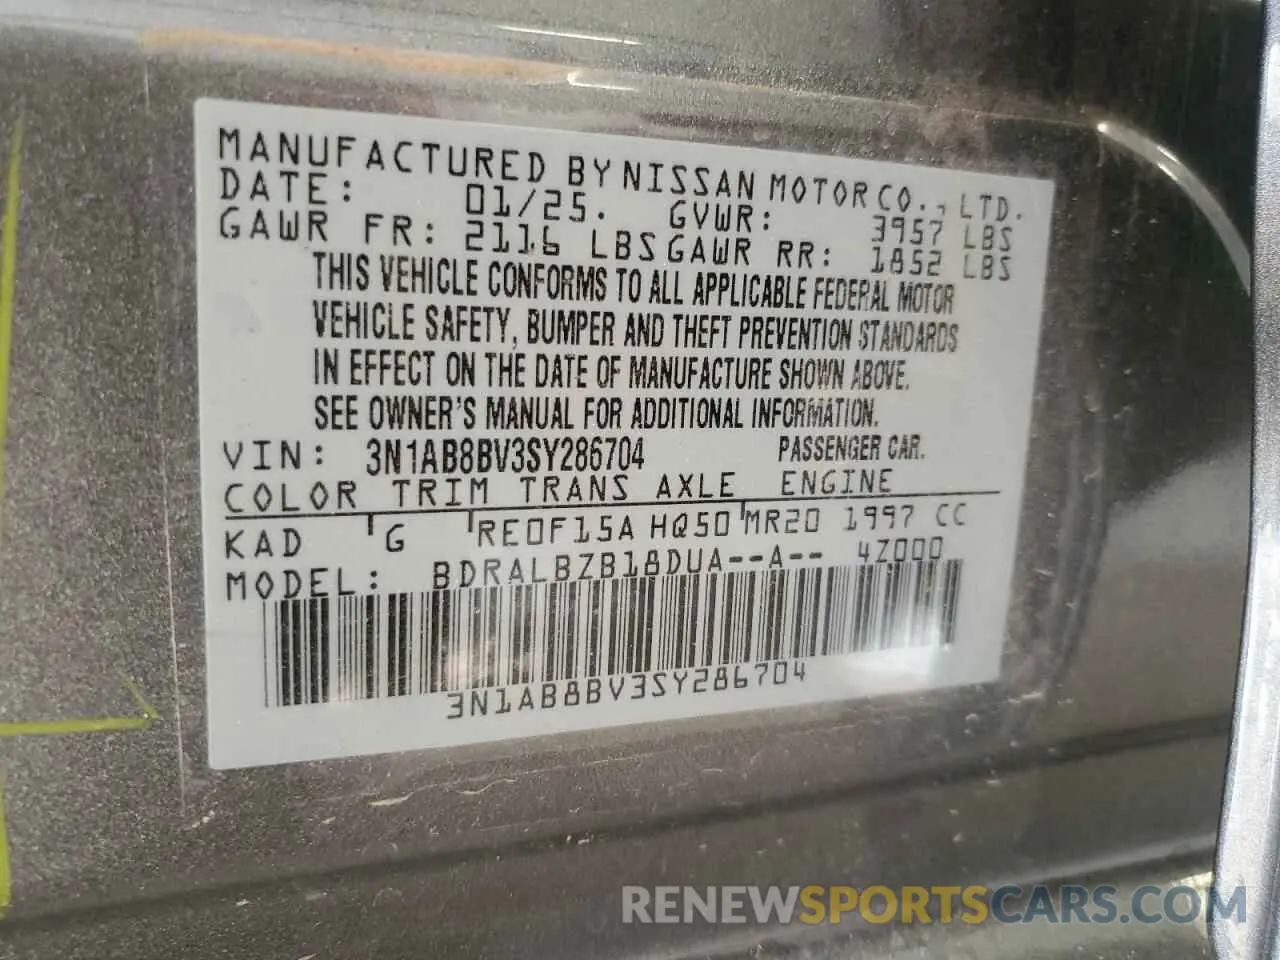 MANUFACTURED BY NISSAN MOTOR CO., LTD.
DATE: 01/25. GVWR: 3957 LBS
GAWR FR: 2116 LBS GAWR RR: 1852 LBS
THIS VEHICLE CONFORMS TO ALL APPLICABLE FEDERAL MOTOR
VEHICLE SAFETY, BUMPER AND THEFT PREVENTION STANDARDS
IN EFFECT ON THE DATE OF MANUFACTURE SHOWN ABOVE.
SEE OWNER'S MANUAL FOR ADDITIONAL INFORMATION.
VIN: 3N1AB8BV3SY286704 PASSENGER CAR.
COLOR TRIM TRANS AXLE ENGINE
KAD G RE0F15A HQ50 MR20 1997 CC
MODEL: BDRALBZB18DUA--A-- 4Z000
3N1AB8BV3SY286704
RENEWSPORTSCARS.COM